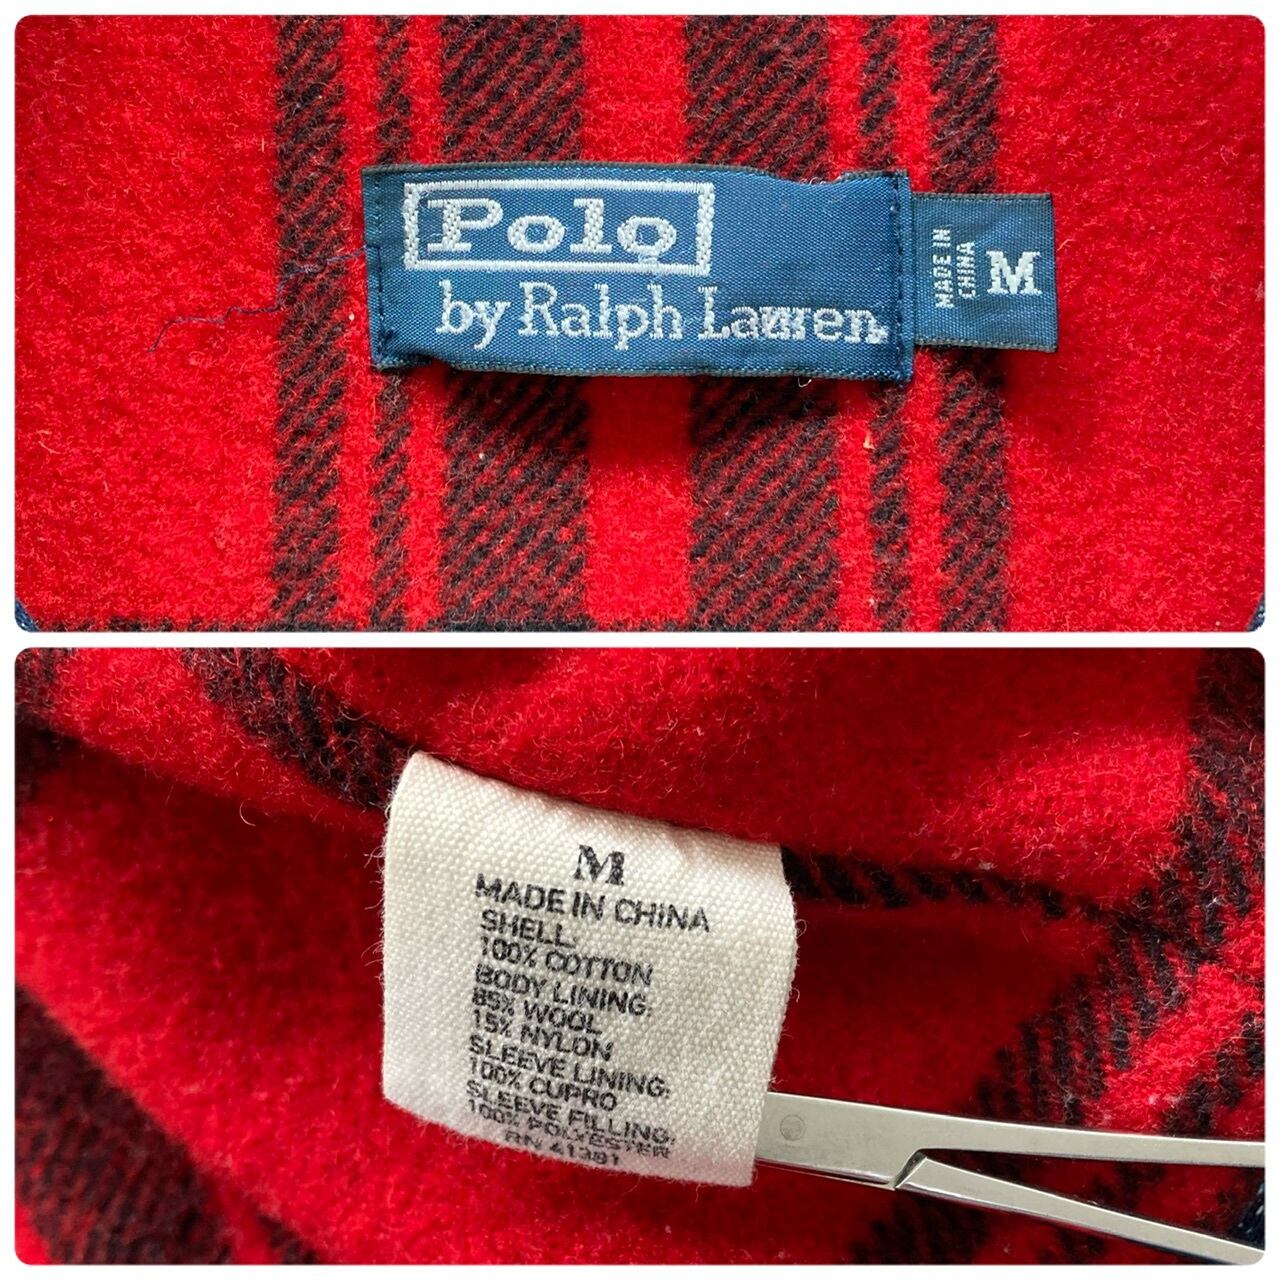 Polo
by Ralph Lauren
MADE IN
CHINA
M
M
MADE IN CHINA
SHELL:
100% COTTON
BODY LINING:
85% WOOL
15% NYLON
SLEEVE LINING:
100% CUPRO
SLEEVE FILLING:
100% POLYESTER
RN 41381